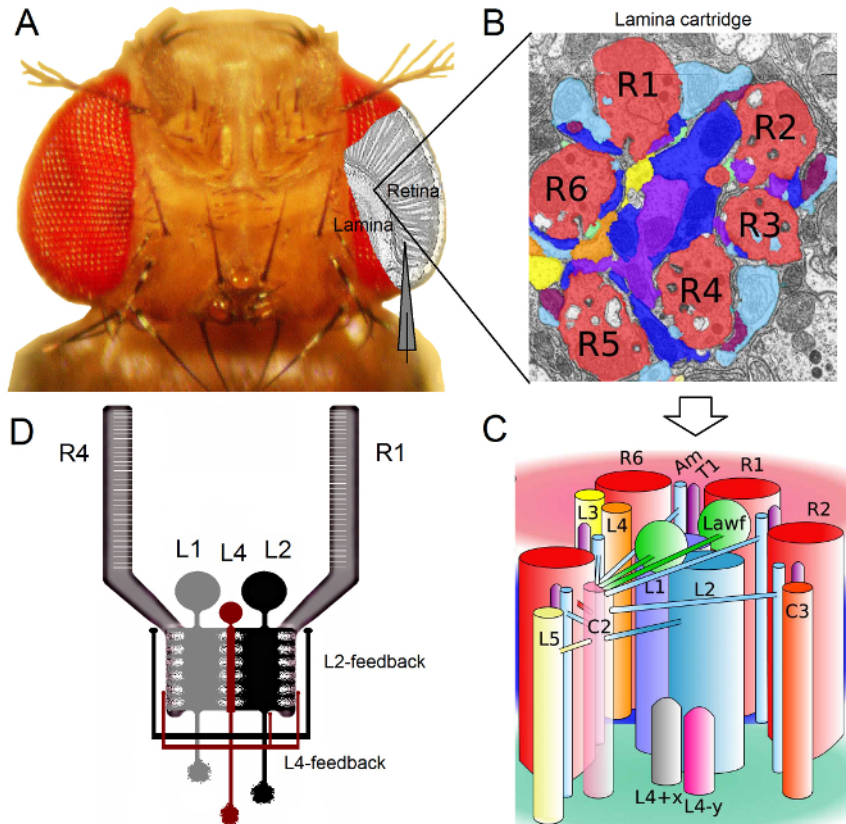 A
Retina
Lamina
B
Lamina cartridge
R1
R2
R6
R3
R4
R5
C
R6
Am
T1
R1
R2
L3
L4
Lawf
L1
L2
C2
C3
L5
L4+x
L4-y
D
R4
R1
L1
L4
L2
L2-feedback
L4-feedback